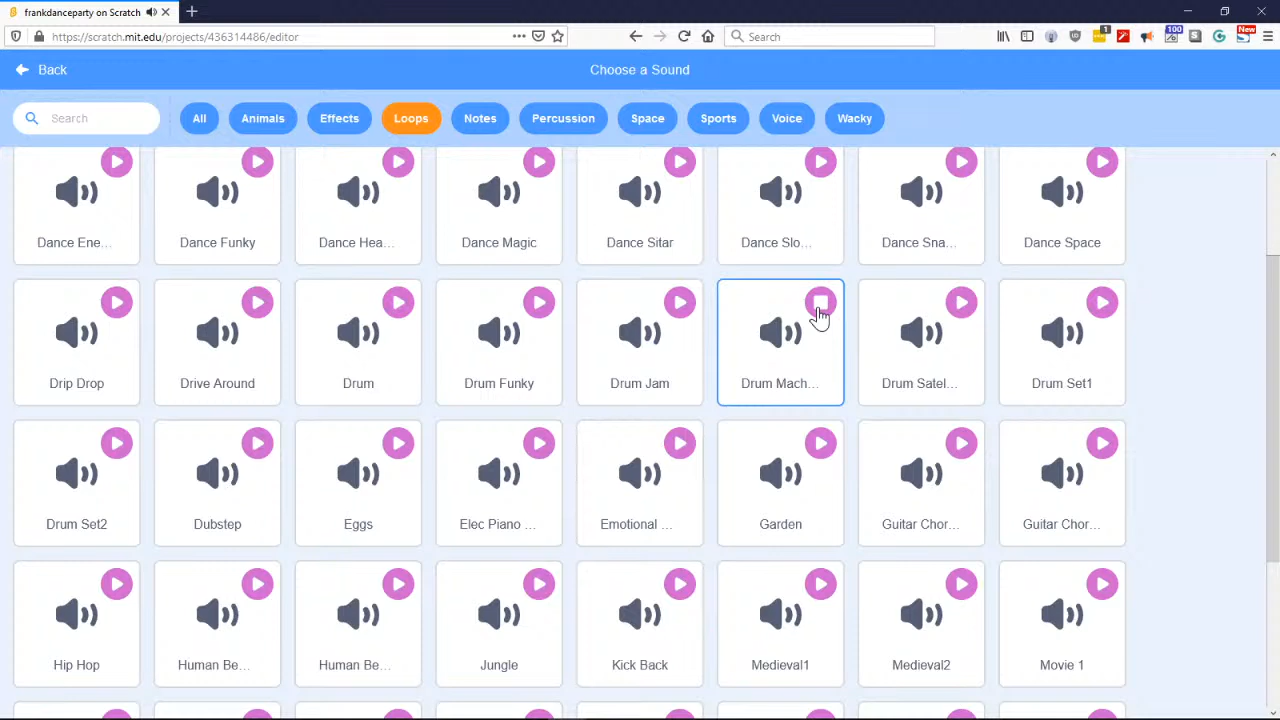 frankdanceparty on Scratch
https://scratch.mit.edu/projects/436314486/editor
Search
1
100
New
Back
Choose a Sound
Search
All
Animals
Effects
Loops
Notes
Percussion
Space
Sports
Voice
Wacky
Dance Ene...
Dance Funky
Dance Hea...
Dance Magic
Dance Sitar
Dance Slo...
Dance Sna...
Dance Space
Drip Drop
Drive Around
Drum
Drum Funky
Drum Jam
Drum Mach...
Drum Satel...
Drum Set1
Drum Set2
Dubstep
Eggs
Elec Piano ...
Emotional ...
Garden
Guitar Chor...
Guitar Chor...
Hip Hop
Human Be...
Human Be...
Jungle
Kick Back
Medieval1
Medieval2
Movie 1